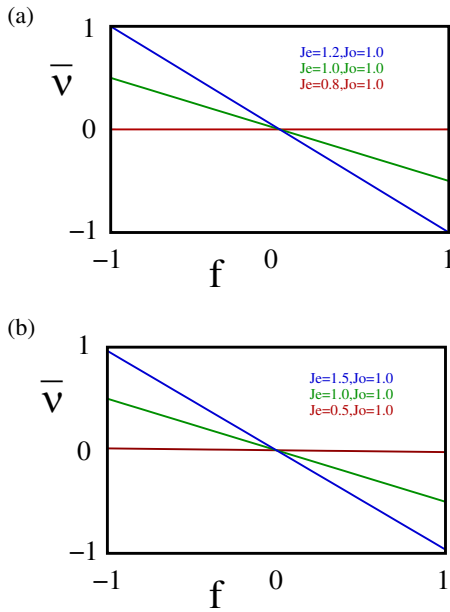 (a)
1
Je=1.2,Jo=1.0
Je=1.0,Jo=1.0
Je=0.8,Jo=1.0
ν̅
0
−1
−1
0
1
f
(b)
1
Je=1.5,Jo=1.0
Je=1.0,Jo=1.0
Je=0.5,Jo=1.0
ν̅
0
−1
−1
0
1
f